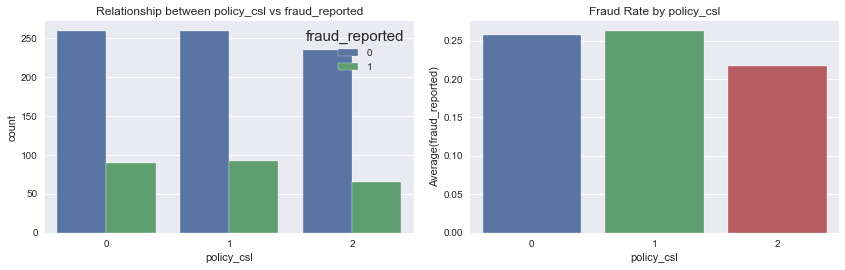 Relationship between policy_csl vs fraud_reported
fraud_reported
0
1
250
200
150
100
50
0
count
0 1 2
policy_csl
Fraud Rate by policy_csl
0.25
0.20
0.15
0.10
0.05
0.00
Average(fraud_reported)
0 1 2
policy_csl